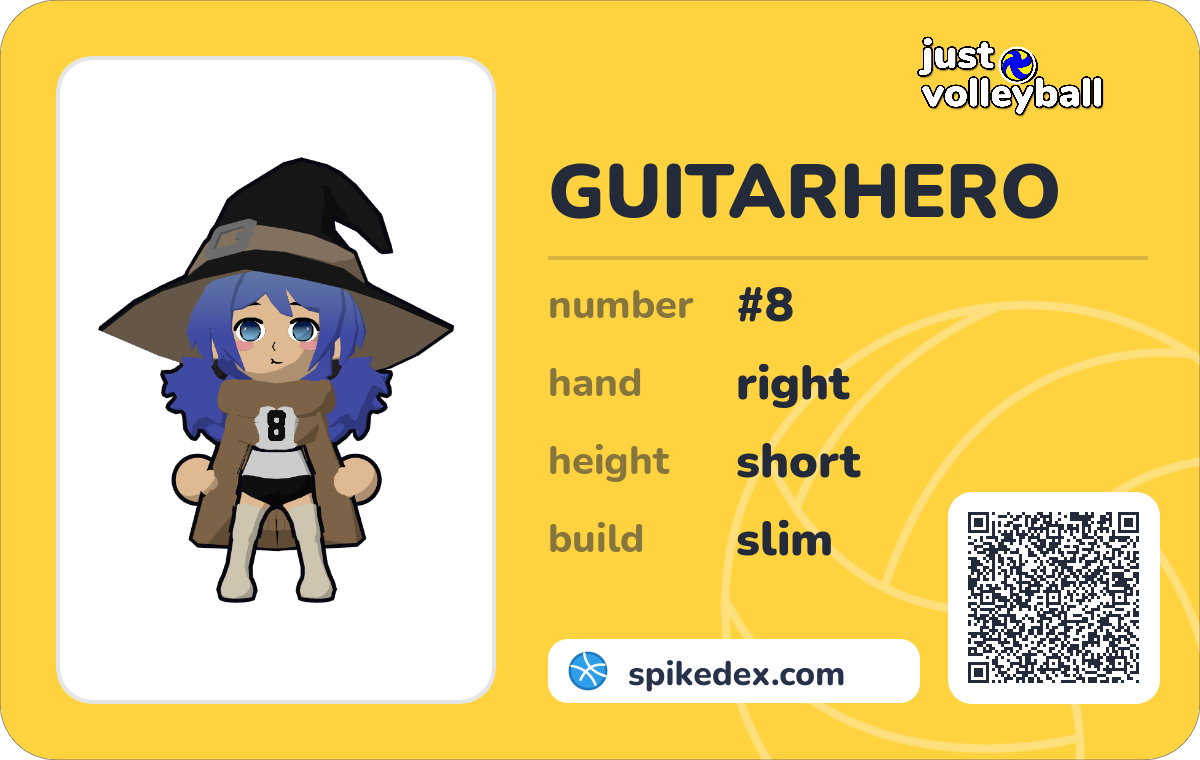 just
volleyball
GUITARHERO
number #8
hand right
height short
build slim
8
spikedex.com